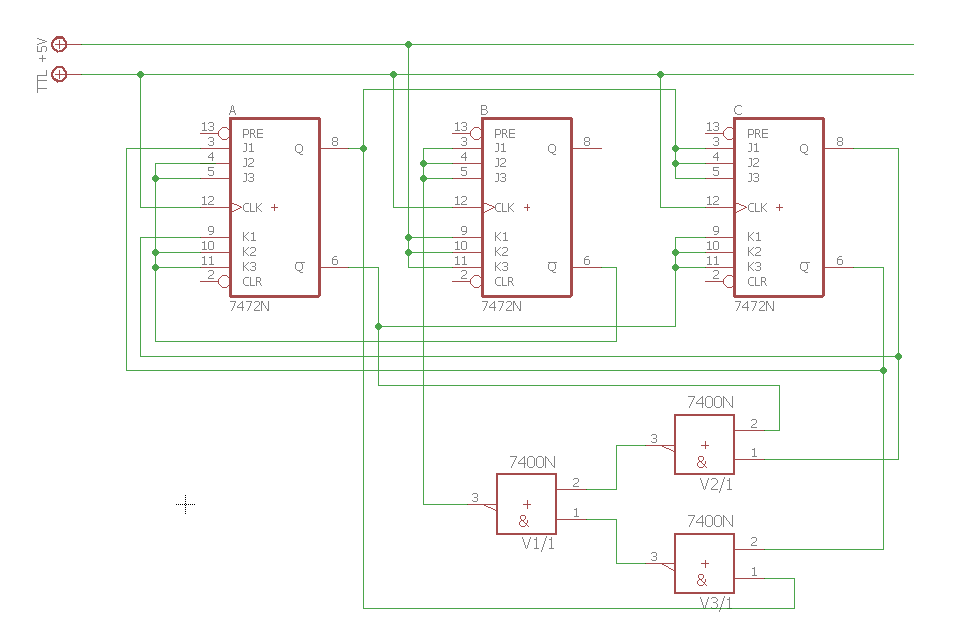 +5V
TTL
A
13 PRE
3 J1
4 J2
5 J3
12 CLK +
9 K1
10 K2
11 K3
2 CLR
Q 8
Q 6
7472N
B
13 PRE
3 J1
4 J2
5 J3
12 CLK +
9 K1
10 K2
11 K3
2 CLR
Q 8
Q 6
7472N
C
13 PRE
3 J1
4 J2
5 J3
12 CLK +
9 K1
10 K2
11 K3
2 CLR
Q 8
Q 6
7472N
7400N
3 + 2
& 1
V2/1
7400N
3 + 2
& 1
V1/1
7400N
3 + 2
& 1
V3/1